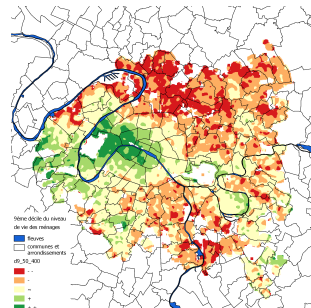 9ème décile du niveau
de vie des ménages
fleuves
communes et
arrondissements
d9_50_400
- -
-
~
+
+ +